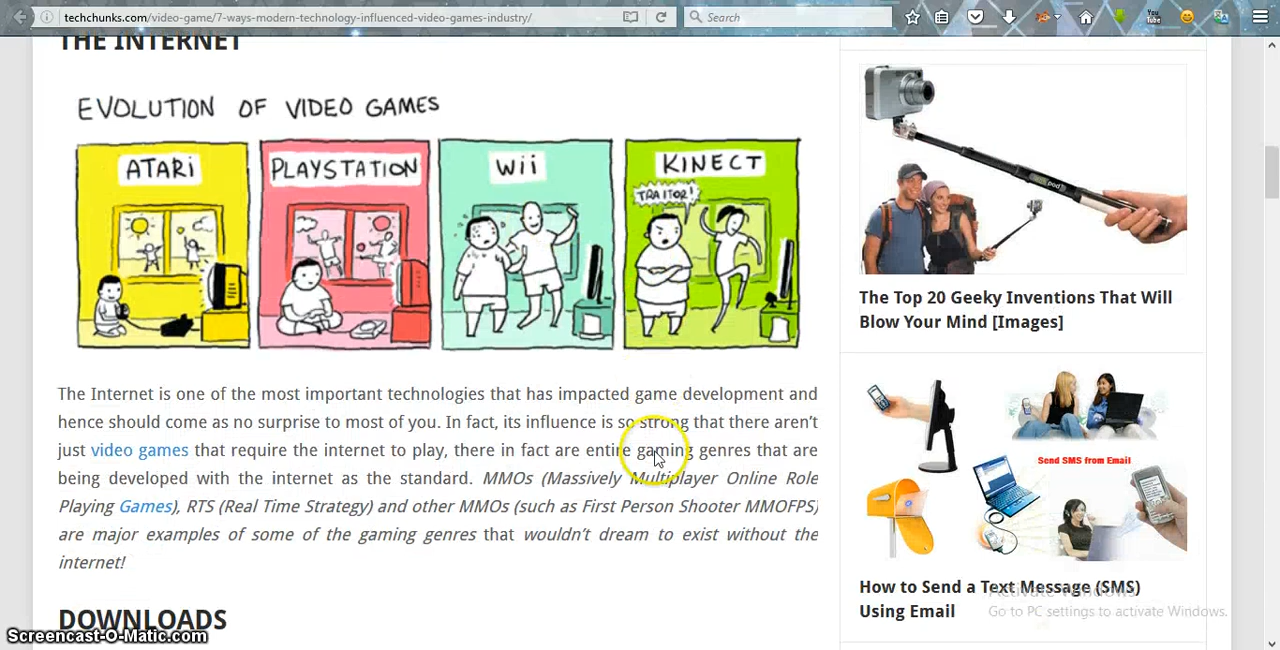 techchunks.com/video-game/7-ways-modern-technology-influenced-video-games-industry/
Search
You
Tube
THE INTERNET
EVOLUTION OF VIDEO GAMES
ATARI
PLAYSTATION
Wii
KINECT
TRAITOR!
The Internet is one of the most important technologies that has impacted game development and
hence should come as no surprise to most of you. In fact, its influence is so strong that there aren't
just video games that require the internet to play, there in fact are entire gaming genres that are
being developed with the internet as the standard. MMOs (Massively Multiplayer Online Role
Playing Games), RTS (Real Time Strategy) and other MMOs (such as First Person Shooter MMOFPS)
are major examples of some of the gaming genres that wouldn't dream to exist without the
internet!
DOWNLOADS
The Top 20 Geeky Inventions That Will
Blow Your Mind [Images]
Send SMS from Email
How to Send a Text Message (SMS)
Using Email
Activate Windows
Go to PC settings to activate Windows.
Screencast-O-Matic.com